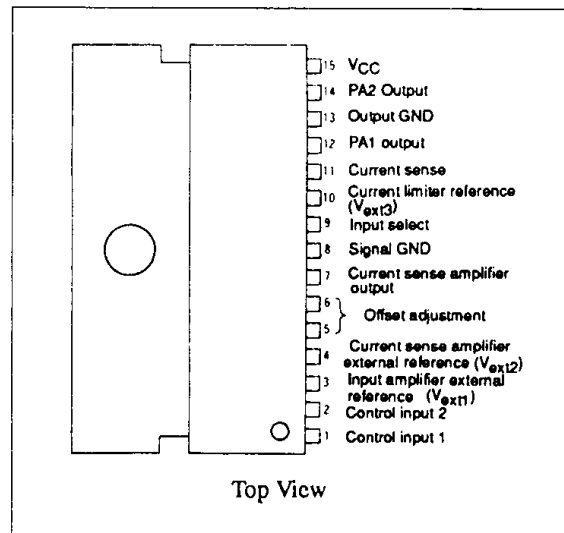 15 VCC
14 PA2 Output
13 Output GND
12 PA1 output
11 Current sense
10 Current limiter reference
(Vext3)
9 Input select
8 Signal GND
7 Current sense amplifier
output
6
Offset adjustment
5
Current sense amplifier
4 external reference (Vext2)
3 Input amplifier external
reference (Vext1)
2 Control input 2
1 Control input 1
Top View